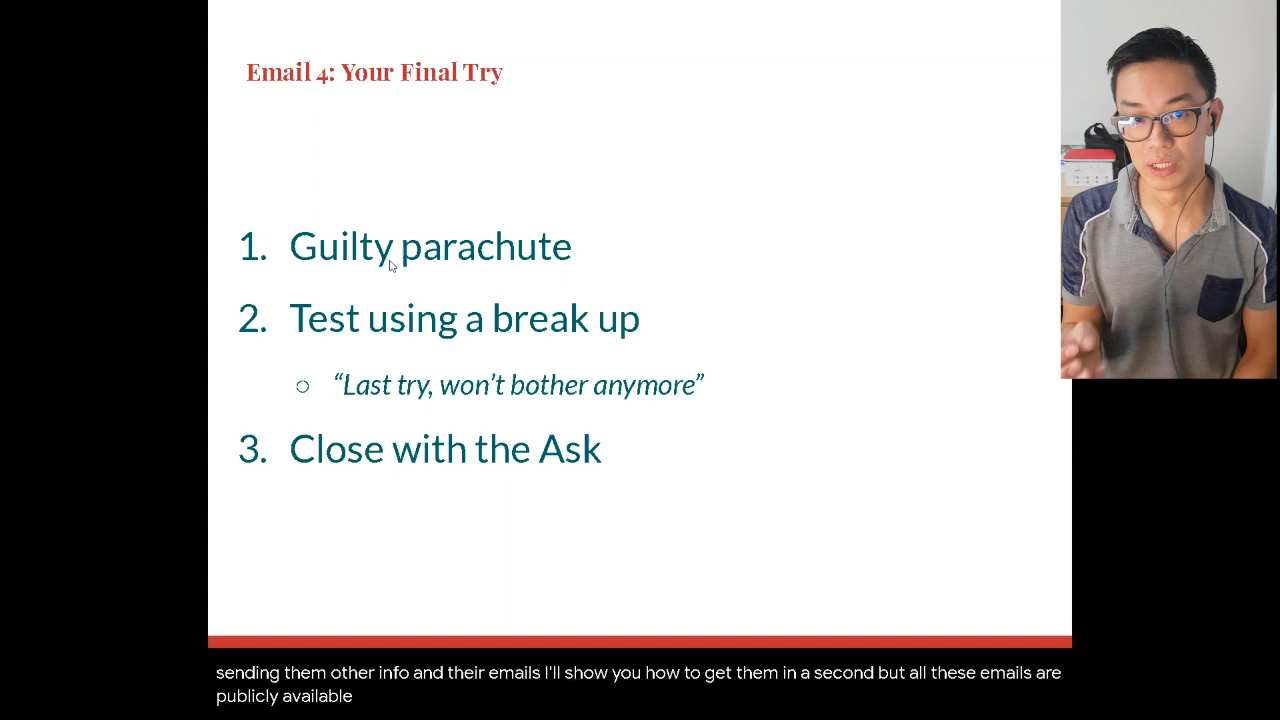 Email 4: Your Final Try
1. Guilty parachute
2. Test using a break up
○ “Last try, won’t bother anymore”
3. Close with the Ask
sending them other info and their emails I'll show you how to get them in a second but all these emails are
publicly available